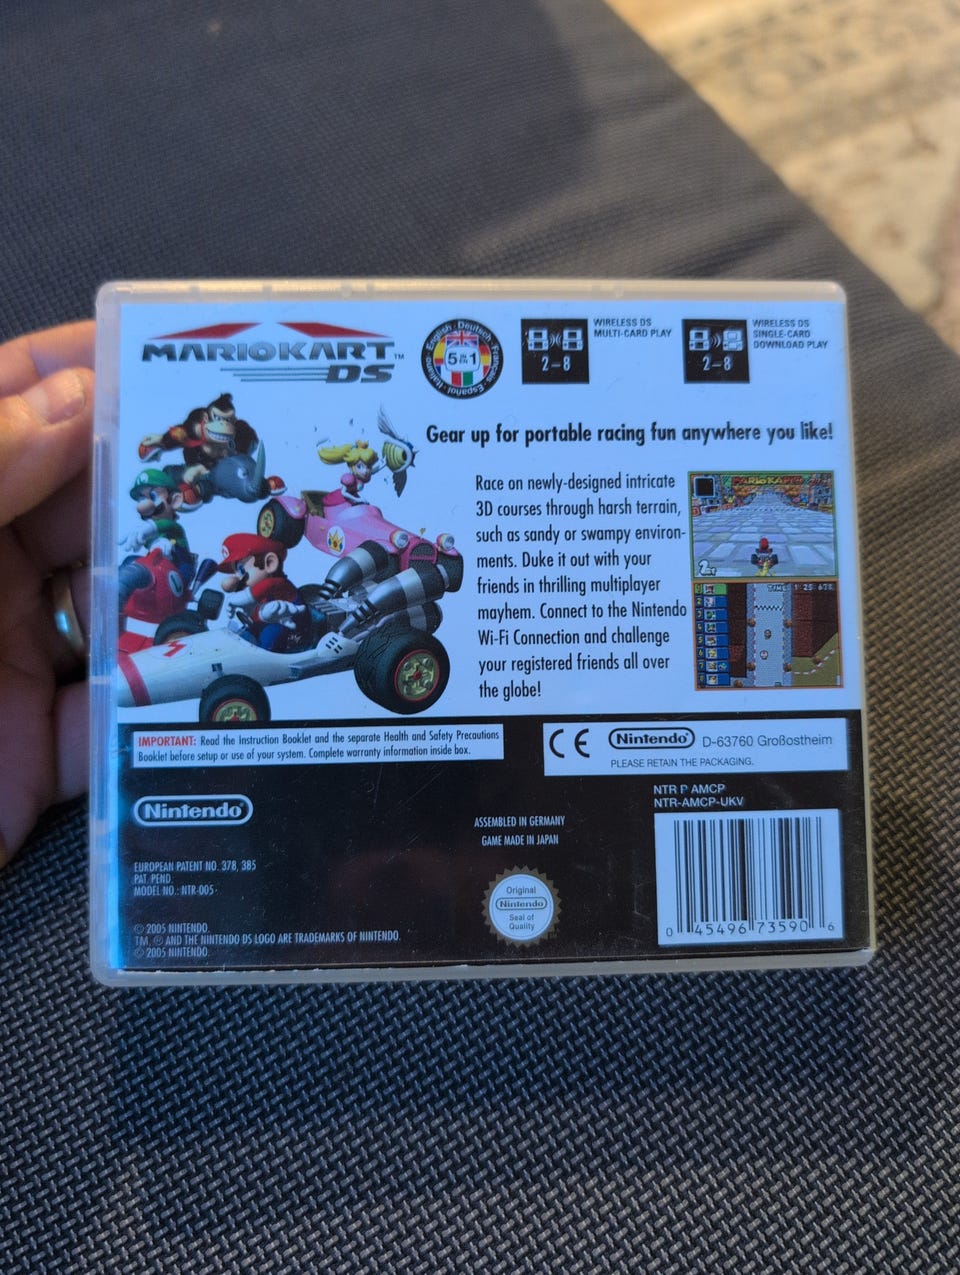 MARIOKART™
DS
English · Deutsch · Français · Español · Italiano
5 IN 1
2-8
WIRELESS DS
MULTI-CARD PLAY
2-8
WIRELESS DS
SINGLE-CARD
DOWNLOAD PLAY
Gear up for portable racing fun anywhere you like!
Race on newly-designed intricate
3D courses through harsh terrain,
such as sandy or swampy environ-
ments. Duke it out with your
friends in thrilling multiplayer
mayhem. Connect to the Nintendo
Wi-Fi Connection and challenge
your registered friends all over
the globe!
MARIOKART
TIME 1:25:678
IMPORTANT: Read the Instruction Booklet and the separate Health and Safety Precautions
Booklet before setup or use of your system. Complete warranty information inside box.
CE Nintendo® D-63760 Großostheim
PLEASE RETAIN THE PACKAGING.
NTR P AMCP
NTR-AMCP-UKV
Nintendo®
ASSEMBLED IN GERMANY
GAME MADE IN JAPAN
EUROPEAN PATENT NO. 378, 385
PAT. PEND.
MODEL NO.: NTR-005
Original
Nintendo
Seal of
Quality
© 2005 NINTENDO.
TM, ® AND THE NINTENDO DS LOGO ARE TRADEMARKS OF NINTENDO.
© 2005 NINTENDO.
0 45496 73590 6